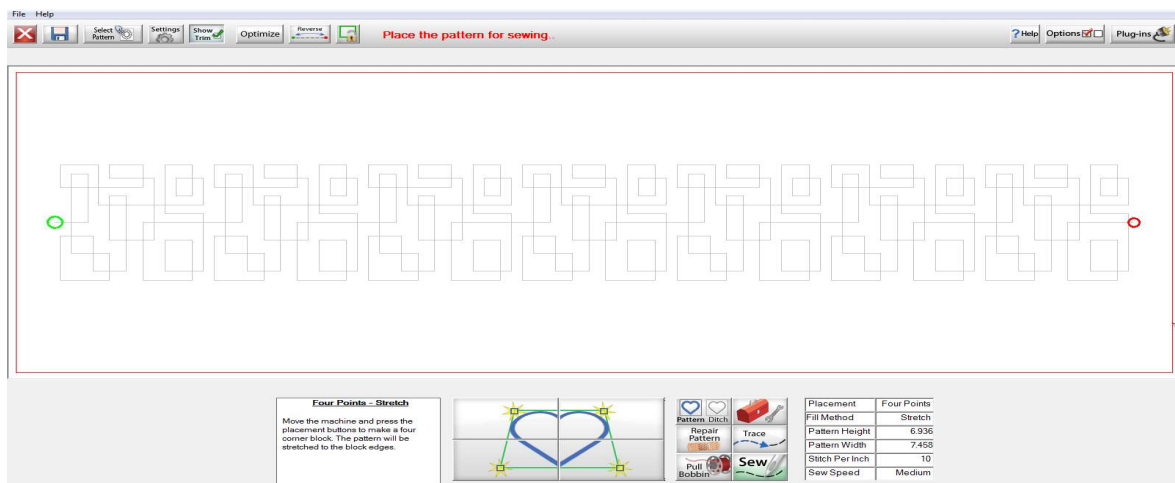 File Help
Select Pattern Settings Show Trim Optimize Reverse Place the pattern for sewing.. ?Help Options Plug-ins
Four Points - Stretch
Move the machine and press the
placement buttons to make a four
corner block. The pattern will be
stretched to the block edges.
Pattern Ditch
Repair
Pattern
Trace
Pull
Bobbin
Sew
Placement Four Points
Fill Method Stretch
Pattern Height 6.936
Pattern Width 7.458
Stitch Per Inch 10
Sew Speed Medium